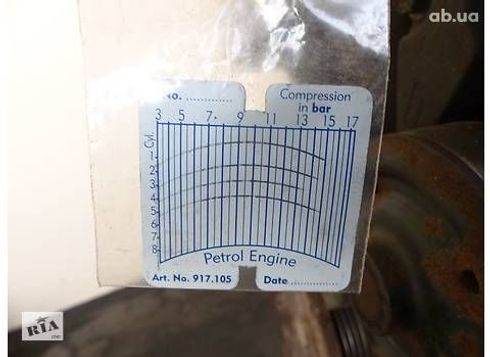 ab.ua
No. ............
Compression
in bar
3 5 7 9 11 13 15 17
Cyl.
1
2
3
4
5
6
7
8
Petrol Engine
Art. No. 917.105
Date ............
RIA